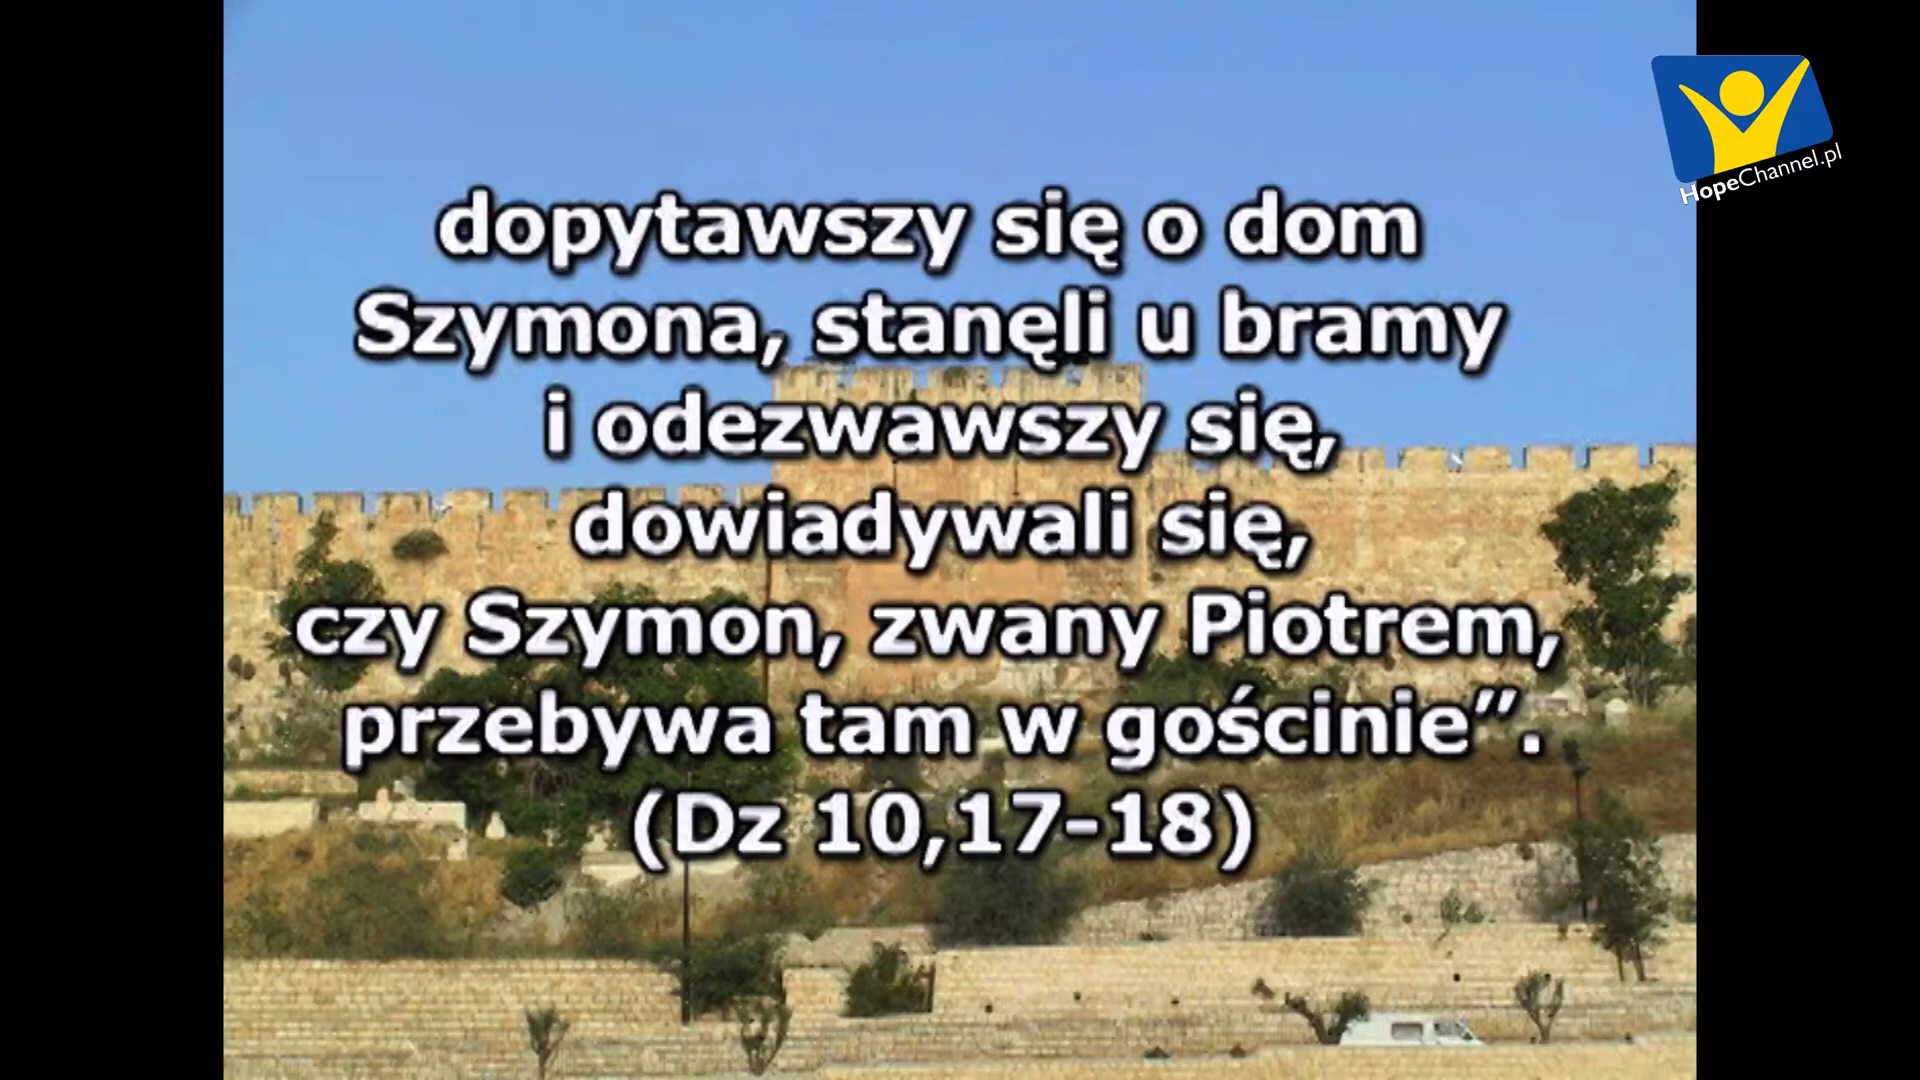 dopytawszy się o dom
Szymona, stanęli u bramy
i odezwawszy się,
dowiadywali się,
czy Szymon, zwany Piotrem,
przebywa tam w gościnie”.
(Dz 10,17-18)
HopeChannel.pl